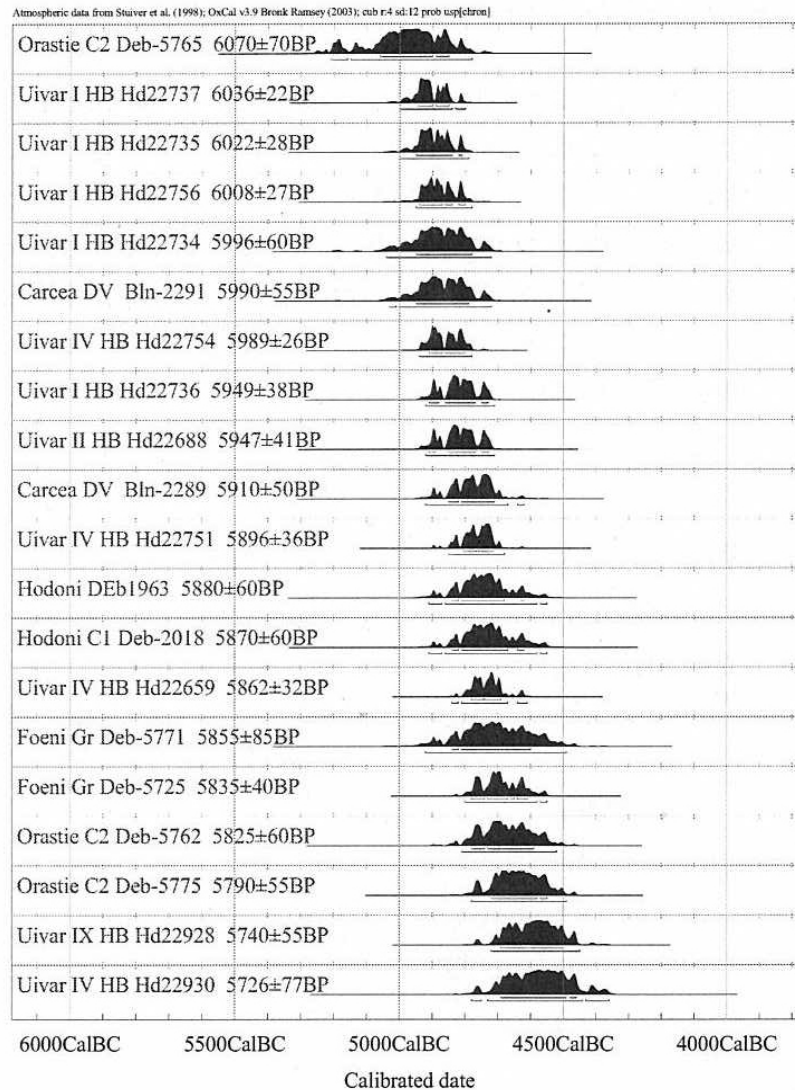 Atmospheric data from Stuiver et al. (1998); OxCal v3.9 Bronk Ramsey (2003); cub r:4 sd:12 prob usp[chron]
Orastie C2 Deb-5765 6070±70BP
Uivar I HB Hd22737 6036±22BP
Uivar I HB Hd22735 6022±28BP
Uivar I HB Hd22756 6008±27BP
Uivar I HB Hd22734 5996±60BP
Carcea DV Bln-2291 5990±55BP
Uivar IV HB Hd22754 5989±26BP
Uivar I HB Hd22736 5949±38BP
Uivar II HB Hd22688 5947±41BP
Carcea DV Bln-2289 5910±50BP
Uivar IV HB Hd22751 5896±36BP
Hodoni DEb1963 5880±60BP
Hodoni C1 Deb-2018 5870±60BP
Uivar IV HB Hd22659 5862±32BP
Foeni Gr Deb-5771 5855±85BP
Foeni Gr Deb-5725 5835±40BP
Orastie C2 Deb-5762 5825±60BP
Orastie C2 Deb-5775 5790±55BP
Uivar IX HB Hd22928 5740±55BP
Uivar IV HB Hd22930 5726±77BP
6000CalBC 5500CalBC 5000CalBC 4500CalBC 4000CalBC
Calibrated date